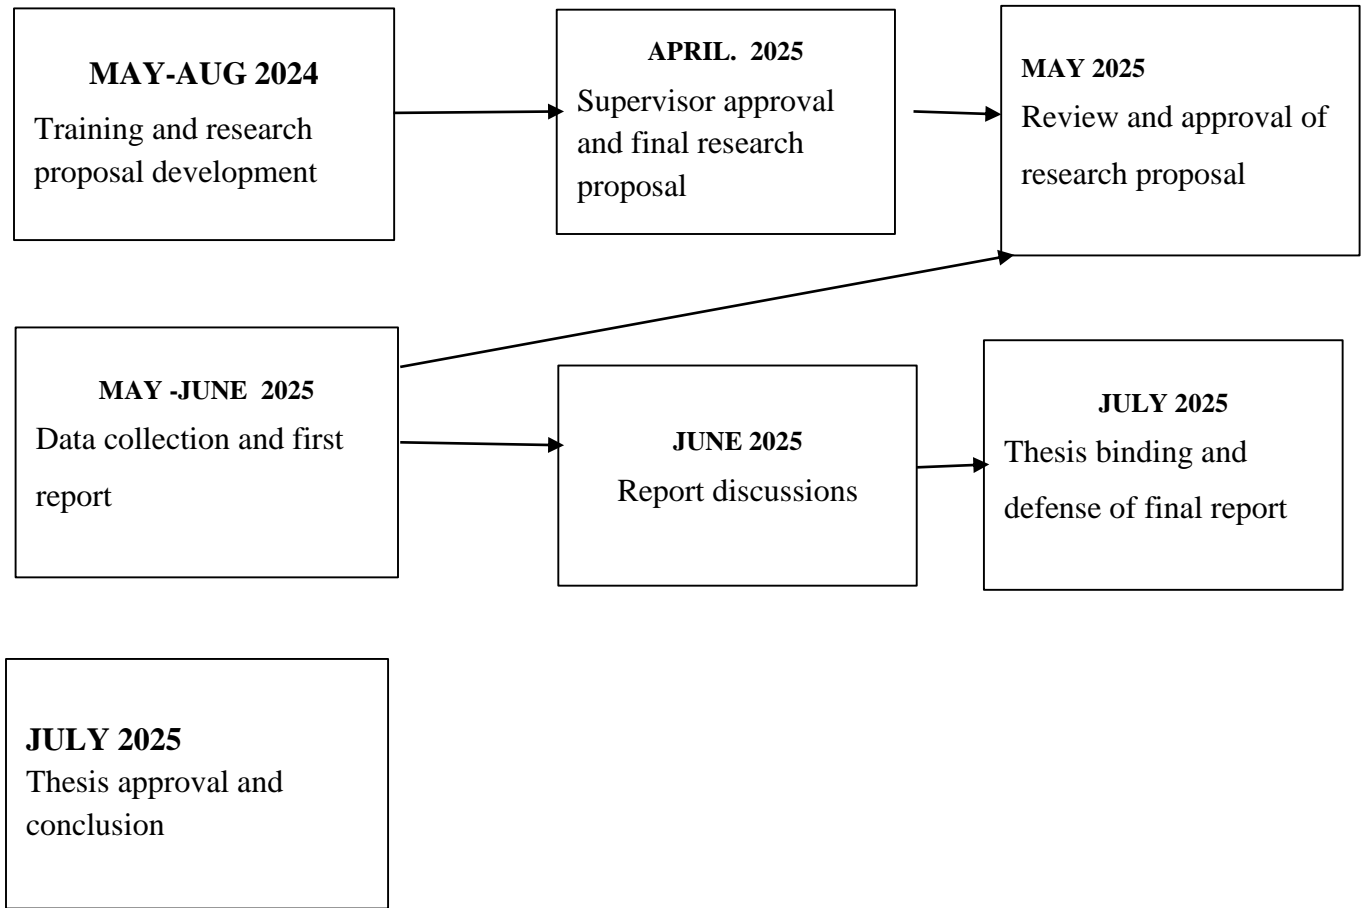 MAY-AUG 2024
Training and research
proposal development
APRIL.  2025
Supervisor approval
and final research
proposal
MAY 2025
Review and approval of
research proposal
MAY -JUNE  2025
Data collection and first
report
JUNE 2025
Report discussions
JULY 2025
Thesis binding and
defense of final report
JULY 2025
Thesis approval and
conclusion